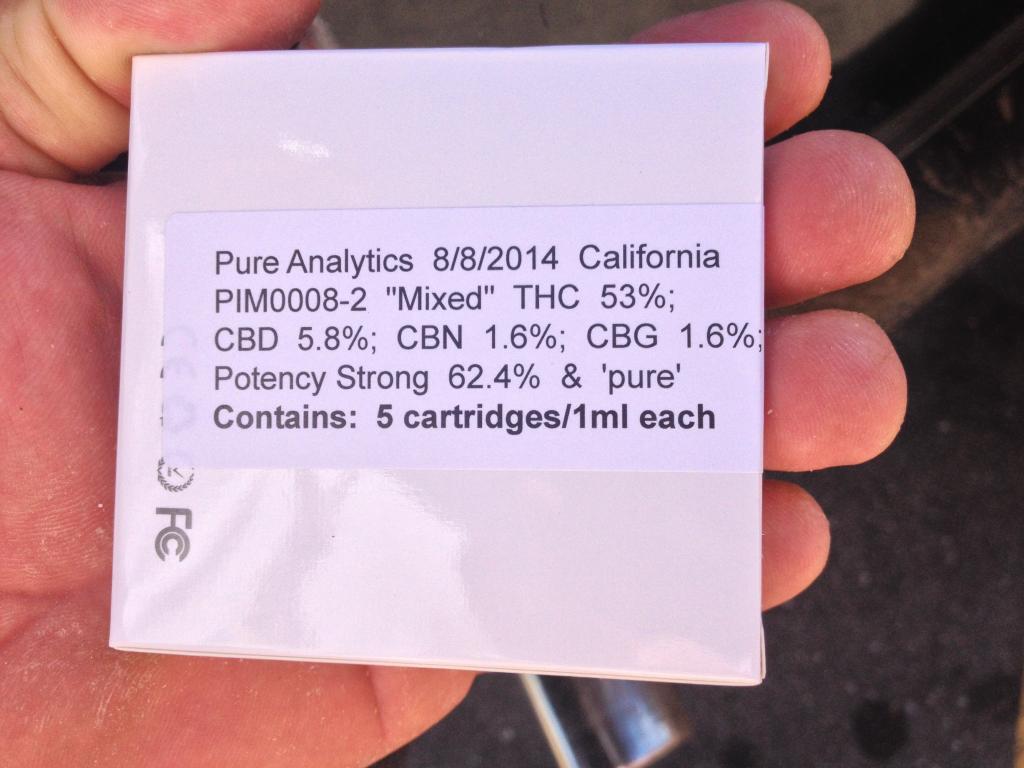 Pure Analytics 8/8/2014 California
PIM0008-2 "Mixed" THC 53%;
CBD 5.8%; CBN 1.6%; CBG 1.6%;
Potency Strong 62.4% & 'pure'
Contains: 5 cartridges/1ml each
CE
FC